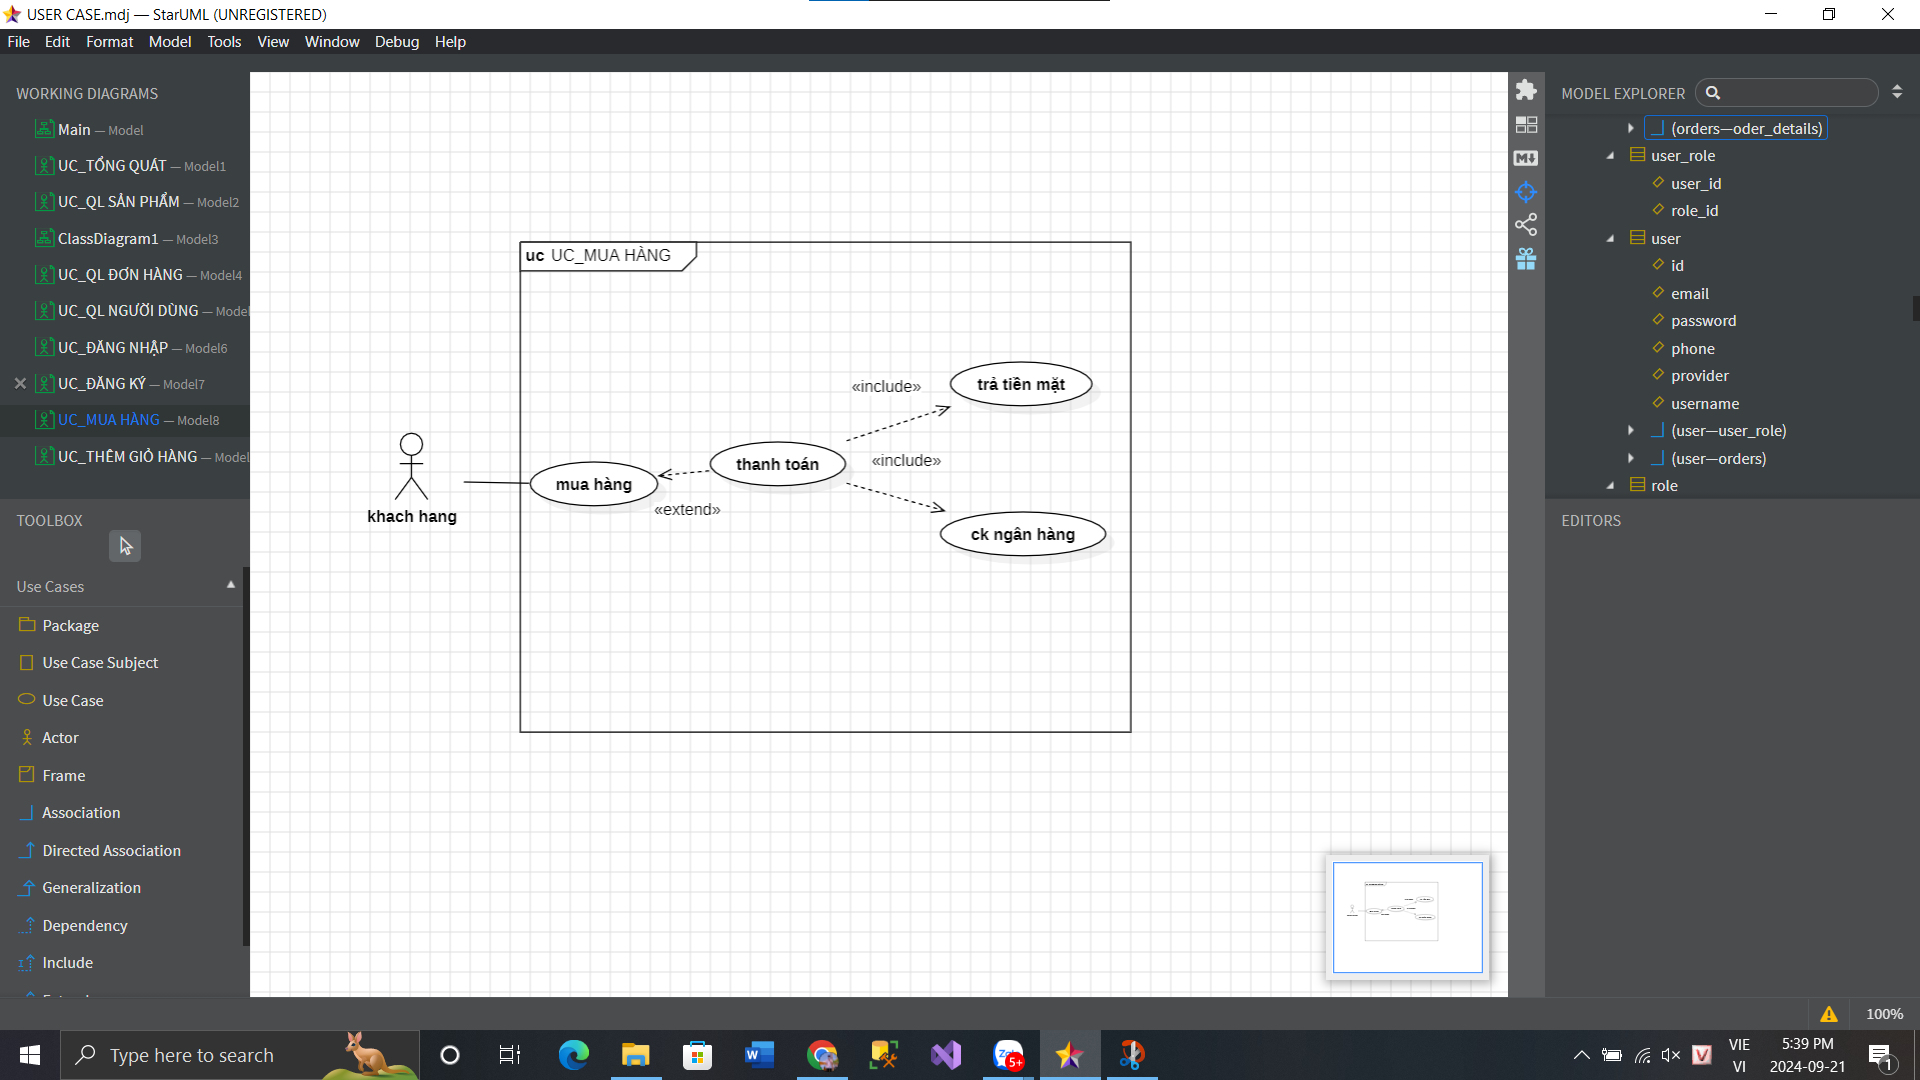 USER CASE.mdj — StarUML (UNREGISTERED)
File Edit Format Model Tools View Window Debug Help
WORKING DIAGRAMS
Main — Model
UC_TỔNG QUÁT — Model1
UC_QL SẢN PHẨM — Model2
ClassDiagram1 — Model3
UC_QL ĐƠN HÀNG — Model4
UC_QL NGƯỜI DÙNG — Model
UC_ĐĂNG NHẬP — Model6
UC_ĐĂNG KÝ — Model7
UC_MUA HÀNG — Model8
UC_THÊM GIỎ HÀNG — Model
TOOLBOX
Use Cases
Package
Use Case Subject
Use Case
Actor
Frame
Association
Directed Association
Generalization
Dependency
Include
uc UC_MUA HÀNG
«include»
trả tiền mặt
thanh toán
«include»
mua hàng
«extend»
khach hang
ck ngân hàng
MODEL EXPLORER
(orders—oder_details)
user_role
user_id
role_id
user
id
email
password
phone
provider
username
(user—user_role)
(user—orders)
role
EDITORS
100%
Type here to search
5+
VIE
VI
5:39 PM
2024-09-21
1